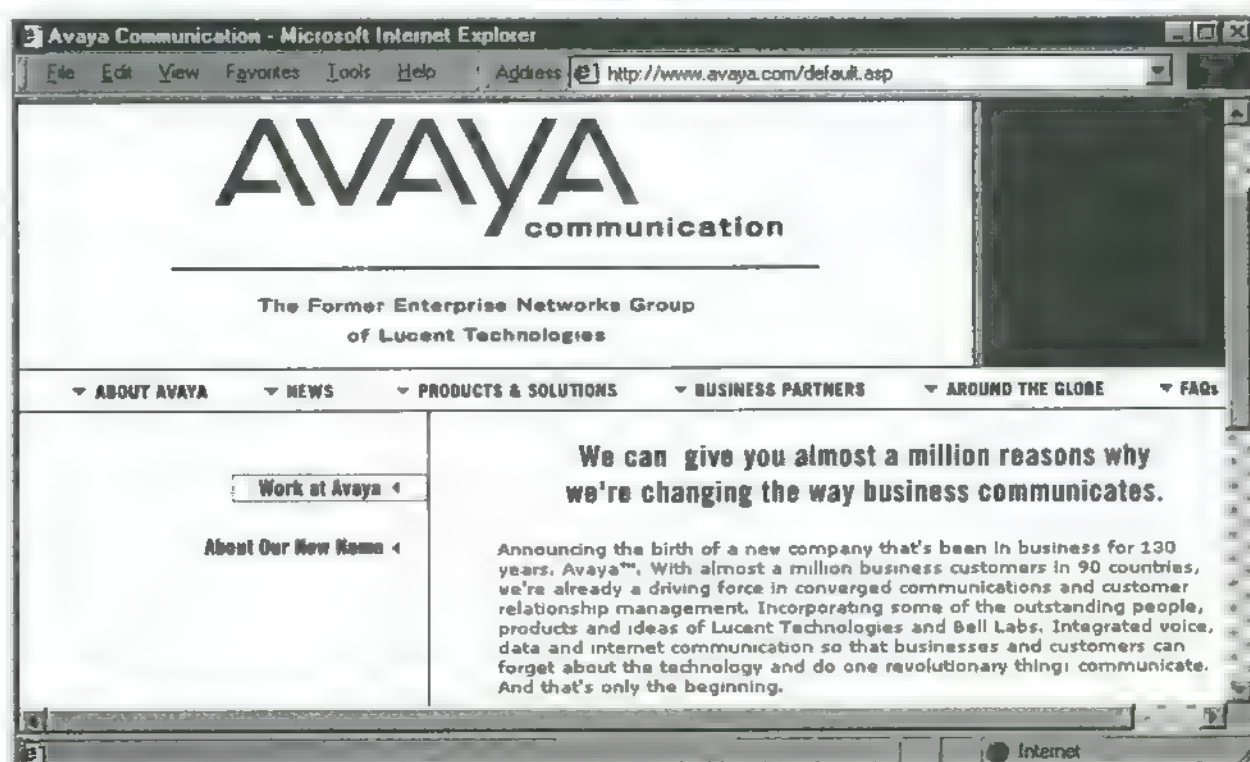 Avaya Communication - Microsoft Internet Explorer
File Edit View Favorites Tools Help Address http://www.avaya.com/default.asp
AVAYA
communication
The Former Enterprise Networks Group
of Lucent Technologies
ABOUT AVAYA NEWS PRODUCTS & SOLUTIONS BUSINESS PARTNERS AROUND THE GLOBE FAQs
We can give you almost a million reasons why
we're changing the way business communicates.
Work at Avaya
About Our New Name
Announcing the birth of a new company that's been in business for 130
years. Avaya™. With almost a million business customers in 90 countries,
we're already a driving force in converged communications and customer
relationship management. Incorporating some of the outstanding people,
products and ideas of Lucent Technologies and Bell Labs. Integrated voice,
data and internet communication so that businesses and customers can
forget about the technology and do one revolutionary thing: communicate.
And that's only the beginning.
Internet